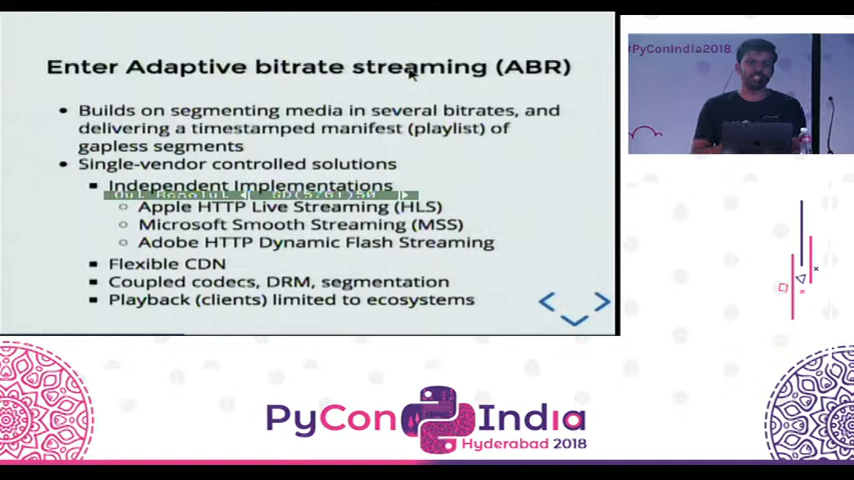 Enter Adaptive bitrate streaming (ABR)
Builds on segmenting media in several bitrates, and
delivering a timestamped manifest (playlist) of
gapless segments
Single-vendor controlled solutions
Independent Implementations
Apple HTTP Live Streaming (HLS)
Microsoft Smooth Streaming (MSS)
Adobe HTTP Dynamic Flash Streaming
Flexible CDN
Coupled codecs, DRM, segmentation
Playback (clients) limited to ecosystems
#PyConIndia2018
PyCon India
Hyderabad 2018